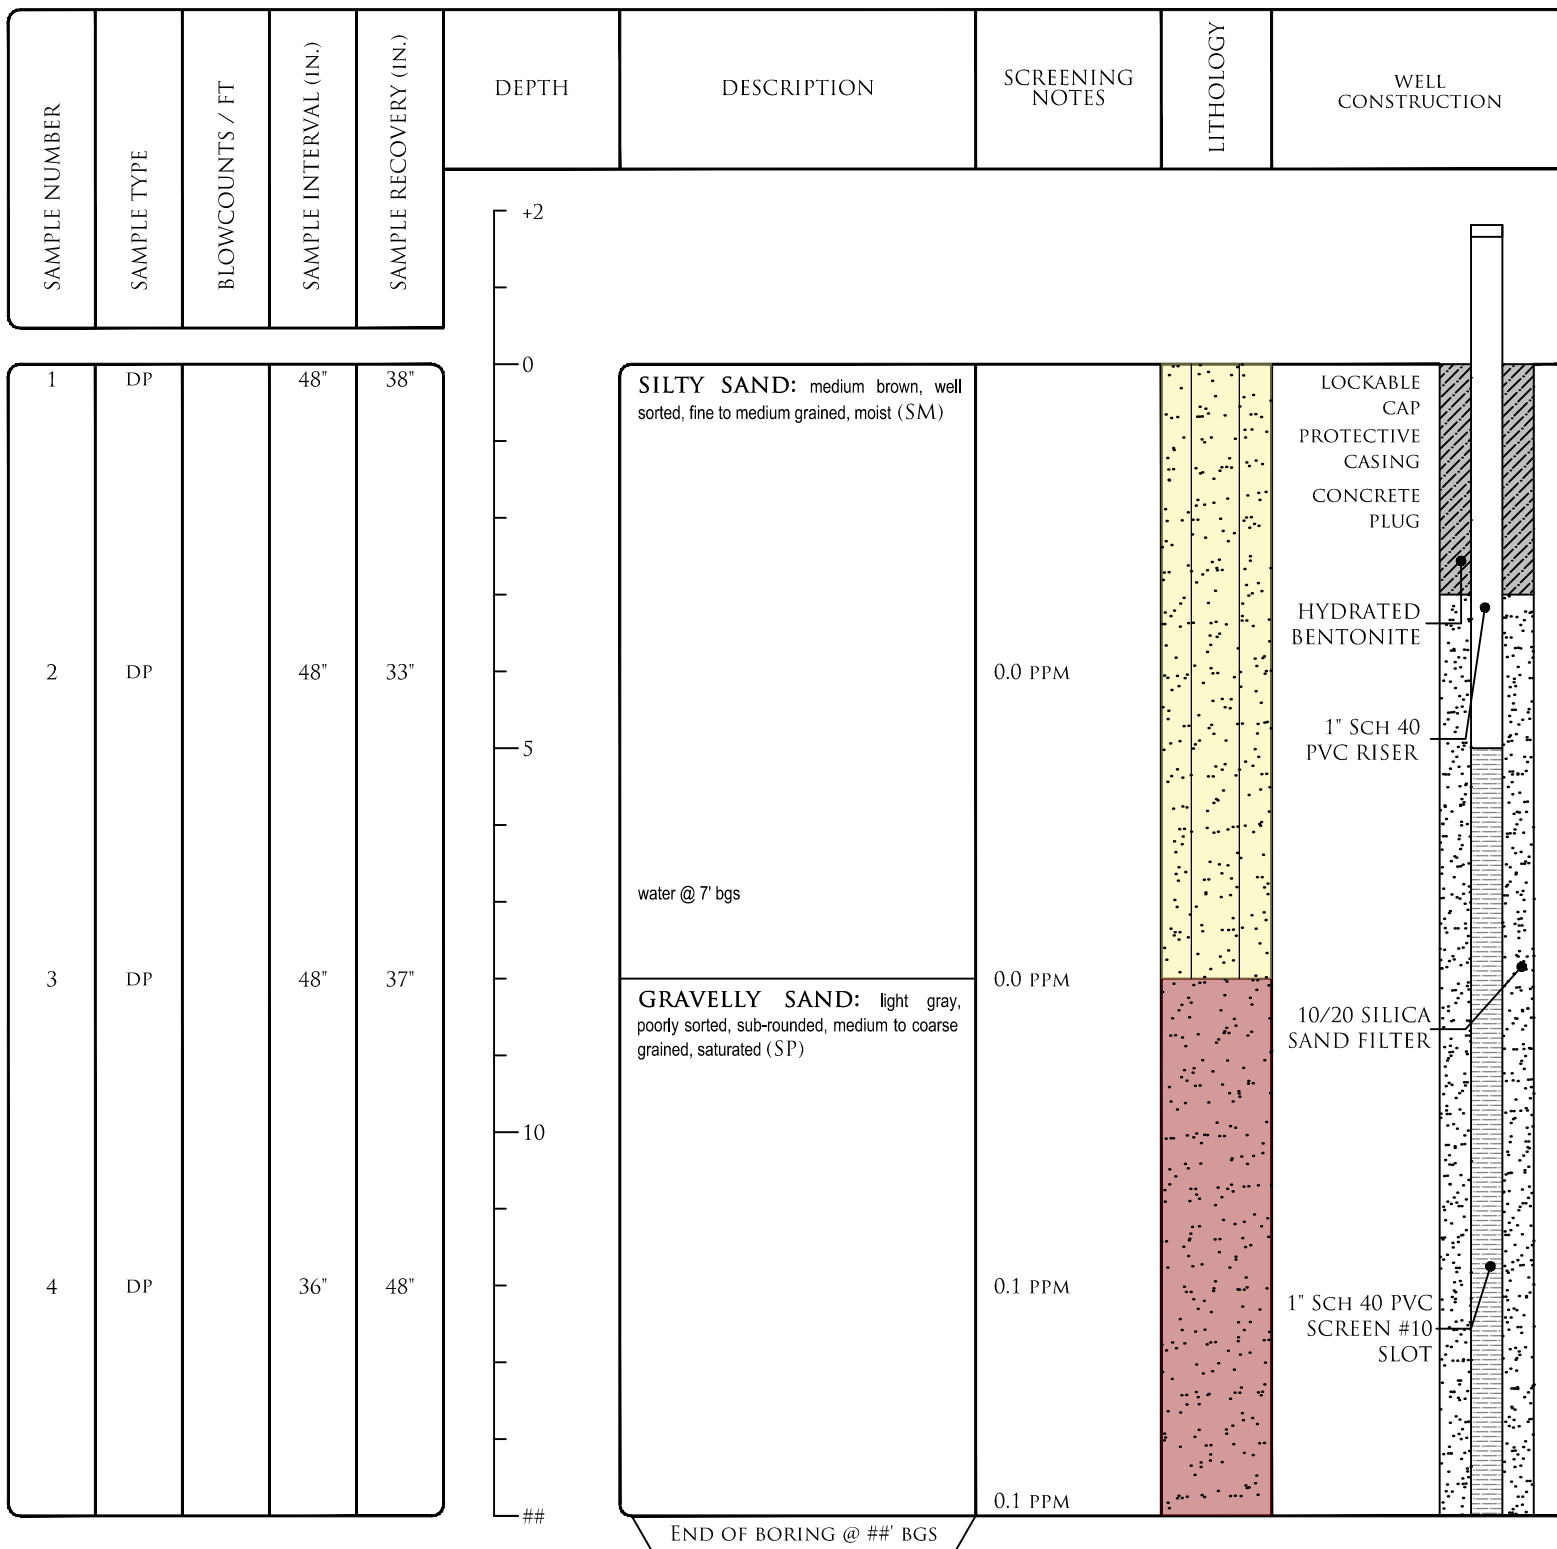 SAMPLE NUMBER
SAMPLE TYPE
BLOWCOUNTS / FT
SAMPLE INTERVAL (IN.)
SAMPLE RECOVERY (IN.)
DEPTH
DESCRIPTION
SCREENING
NOTES
LITHOLOGY
WELL
CONSTRUCTION
+2
0
5
10
##
1 DP 48" 38"
2 DP 48" 33"
3 DP 48" 37"
4 DP 36" 48"
SILTY SAND: medium brown, well
sorted, fine to medium grained, moist (SM)
water @ 7' bgs
GRAVELLY SAND: light gray,
poorly sorted, sub-rounded, medium to coarse
grained, saturated (SP)
END OF BORING @ ##' BGS
0.0 PPM
0.0 PPM
0.1 PPM
0.1 PPM
LOCKABLE
CAP
PROTECTIVE
CASING
CONCRETE
PLUG
HYDRATED
BENTONITE
1" SCH 40
PVC RISER
10/20 SILICA
SAND FILTER
1" SCH 40 PVC
SCREEN #10
SLOT